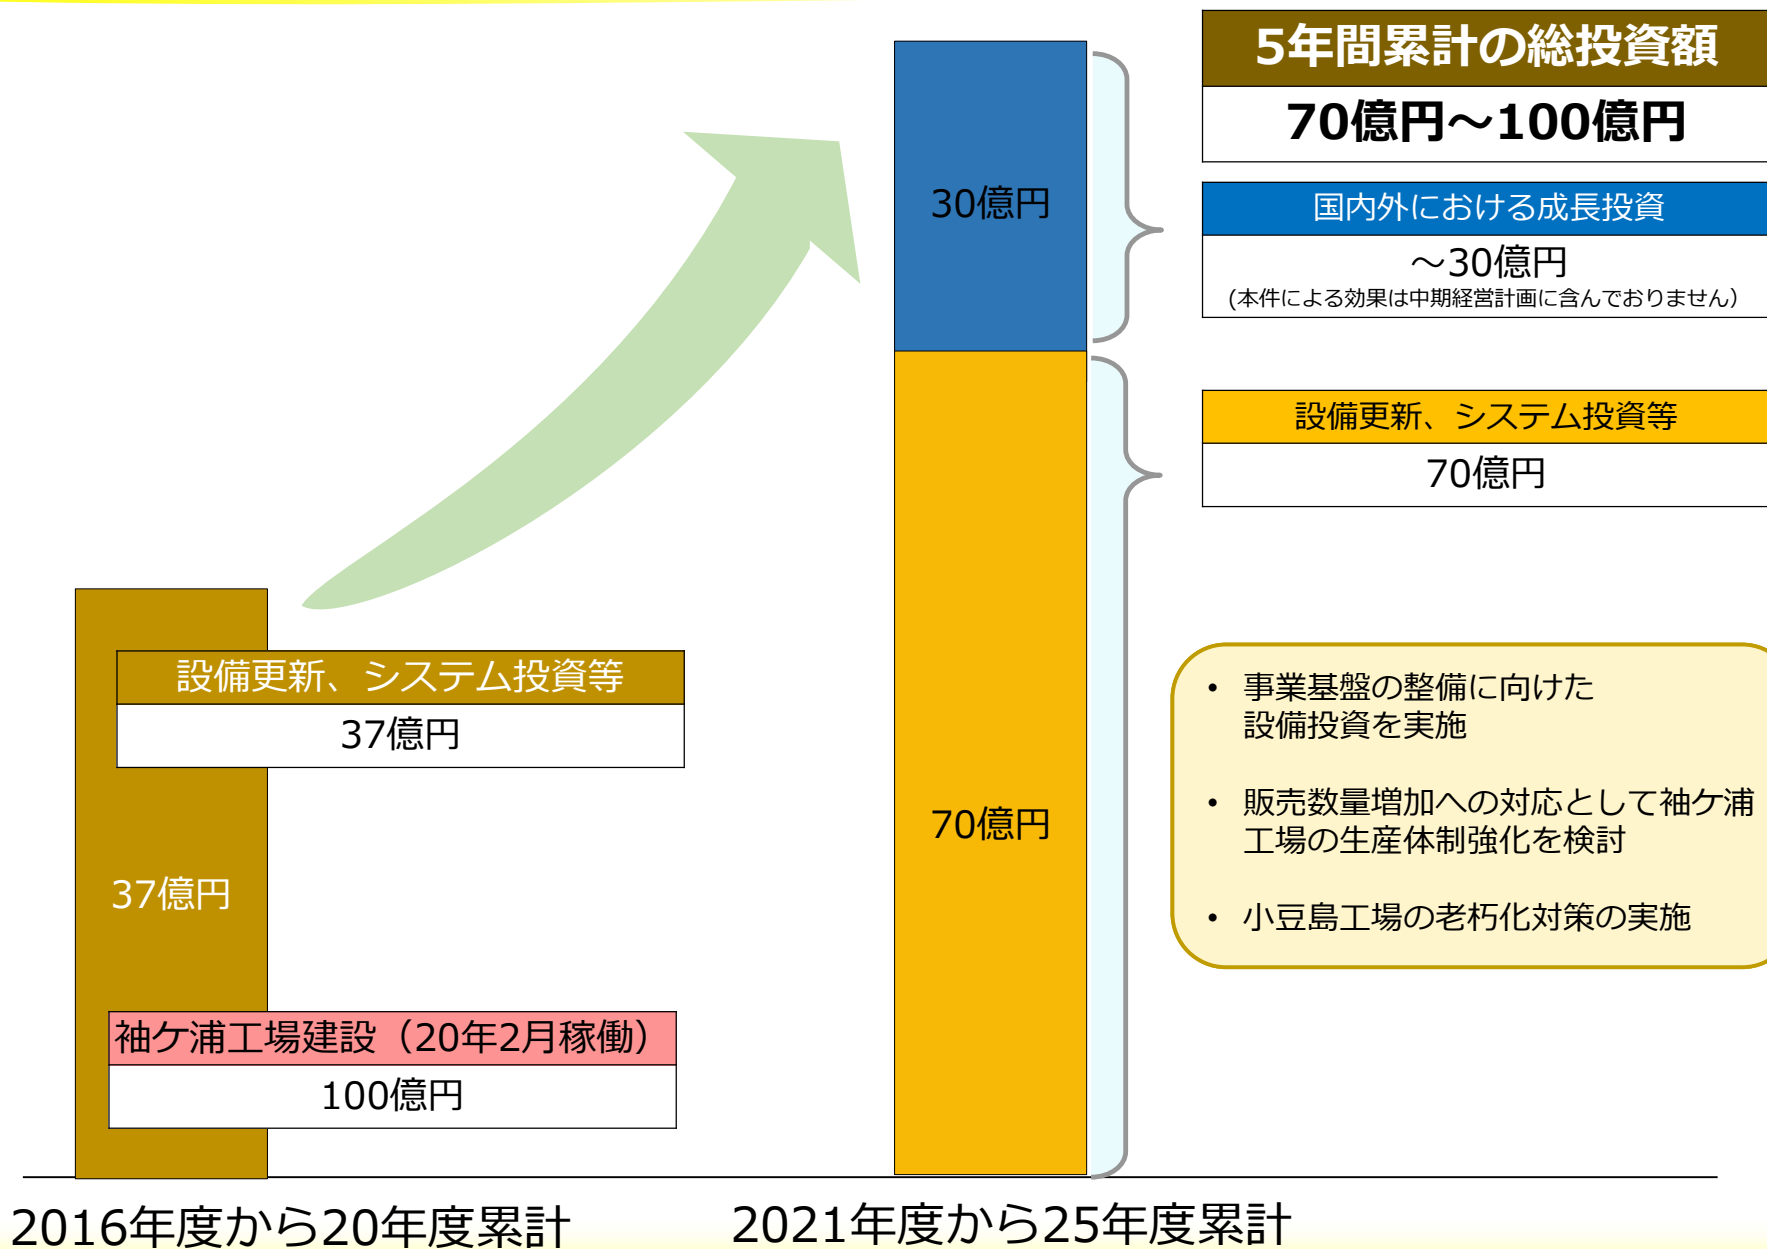 5年間累計の総投資額
70億円～100億円
30億円
国内外における成長投資
～30億円
(本件による効果は中期経営計画に含んでおりません）
設備更新、システム投資等
70億円
設備更新、システム投資等
37億円
70億円
37億円
• 事業基盤の整備に向けた
設備投資を実施
• 販売数量増加への対応として袖ケ浦
工場の生産体制強化を検討
• 小豆島工場の老朽化対策の実施
袖ケ浦工場建設（20年2月稼働）
100億円
2016年度から20年度累計
2021年度から25年度累計